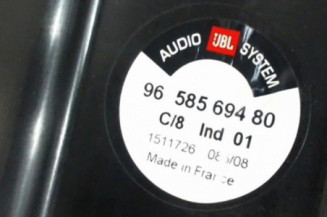 AUDIO JBL SYSTEM
96 585 694 80
C/8 Ind 01
1511726
Made in France